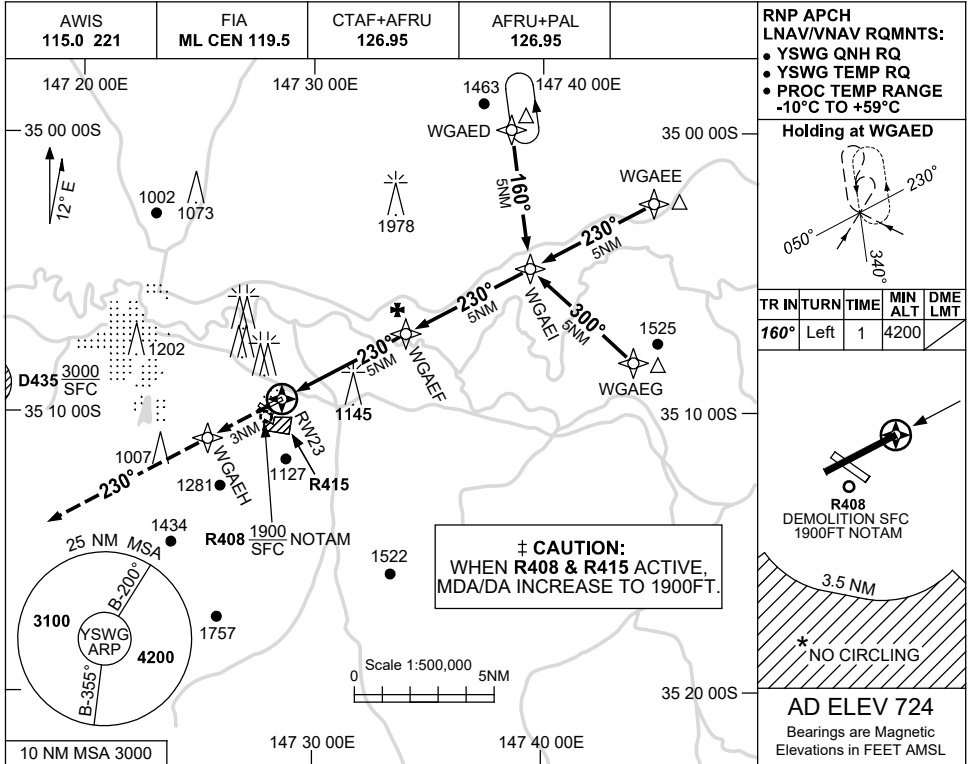 AWIS
115.0 221
FIA
ML CEN 119.5
CTAF+AFRU
126.95
AFRU+PAL
126.95
RNP APCH
LNAV/VNAV RQMNTS:
• YSWG QNH RQ
• YSWG TEMP RQ
• PROC TEMP RANGE
-10°C TO +59°C
147 20 00E
147 30 00E
147 40 00E
1463
35 00 00S
35 00 00S
WGAED
Holding at WGAED
230°
050°
340°
12° E
1002
1073
1978
160°
5NM
WGAEE
230°
5NM
WGAEI
230°
5NM
300°
5NM
1525
WGAEG
TR IN
TURN
TIME
MIN ALT
DME LMT
160°
Left
1
4200
230°
5NM
WGAEF
1202
D435 3000
SFC
35 10 00S
35 10 00S
1145
RW23
3NM
WGAEH
1007
230°
1281
1127
R415
R408 1900
SFC
NOTAM
1434
1522
1757
R408
DEMOLITION SFC
1900FT NOTAM
‡ CAUTION:
WHEN R408 & R415 ACTIVE,
MDA/DA INCREASE TO 1900FT.
3.5 NM
*NO CIRCLING
25 NM MSA
B-200°
3100
YSWG
ARP
4200
B-355°
Scale 1:500,000
0
5NM
35 20 00S
10 NM MSA 3000
147 30 00E
147 40 00E
AD ELEV 724
Bearings are Magnetic
Elevations in FEET AMSL